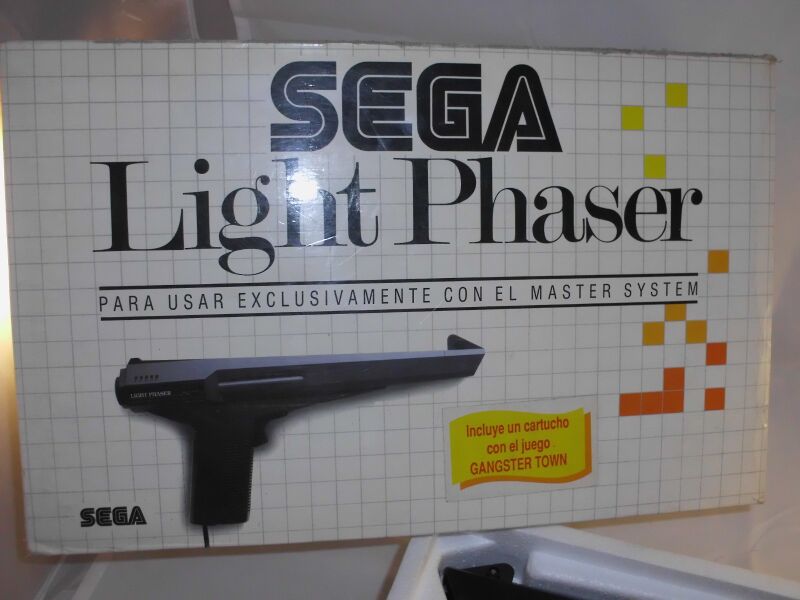 SEGA
Light Phaser
PARA USAR EXCLUSIVAMENTE CON EL MASTER SYSTEM
LIGHT PHASER
Incluye un cartucho
con el juego
GANGSTER TOWN
SEGA